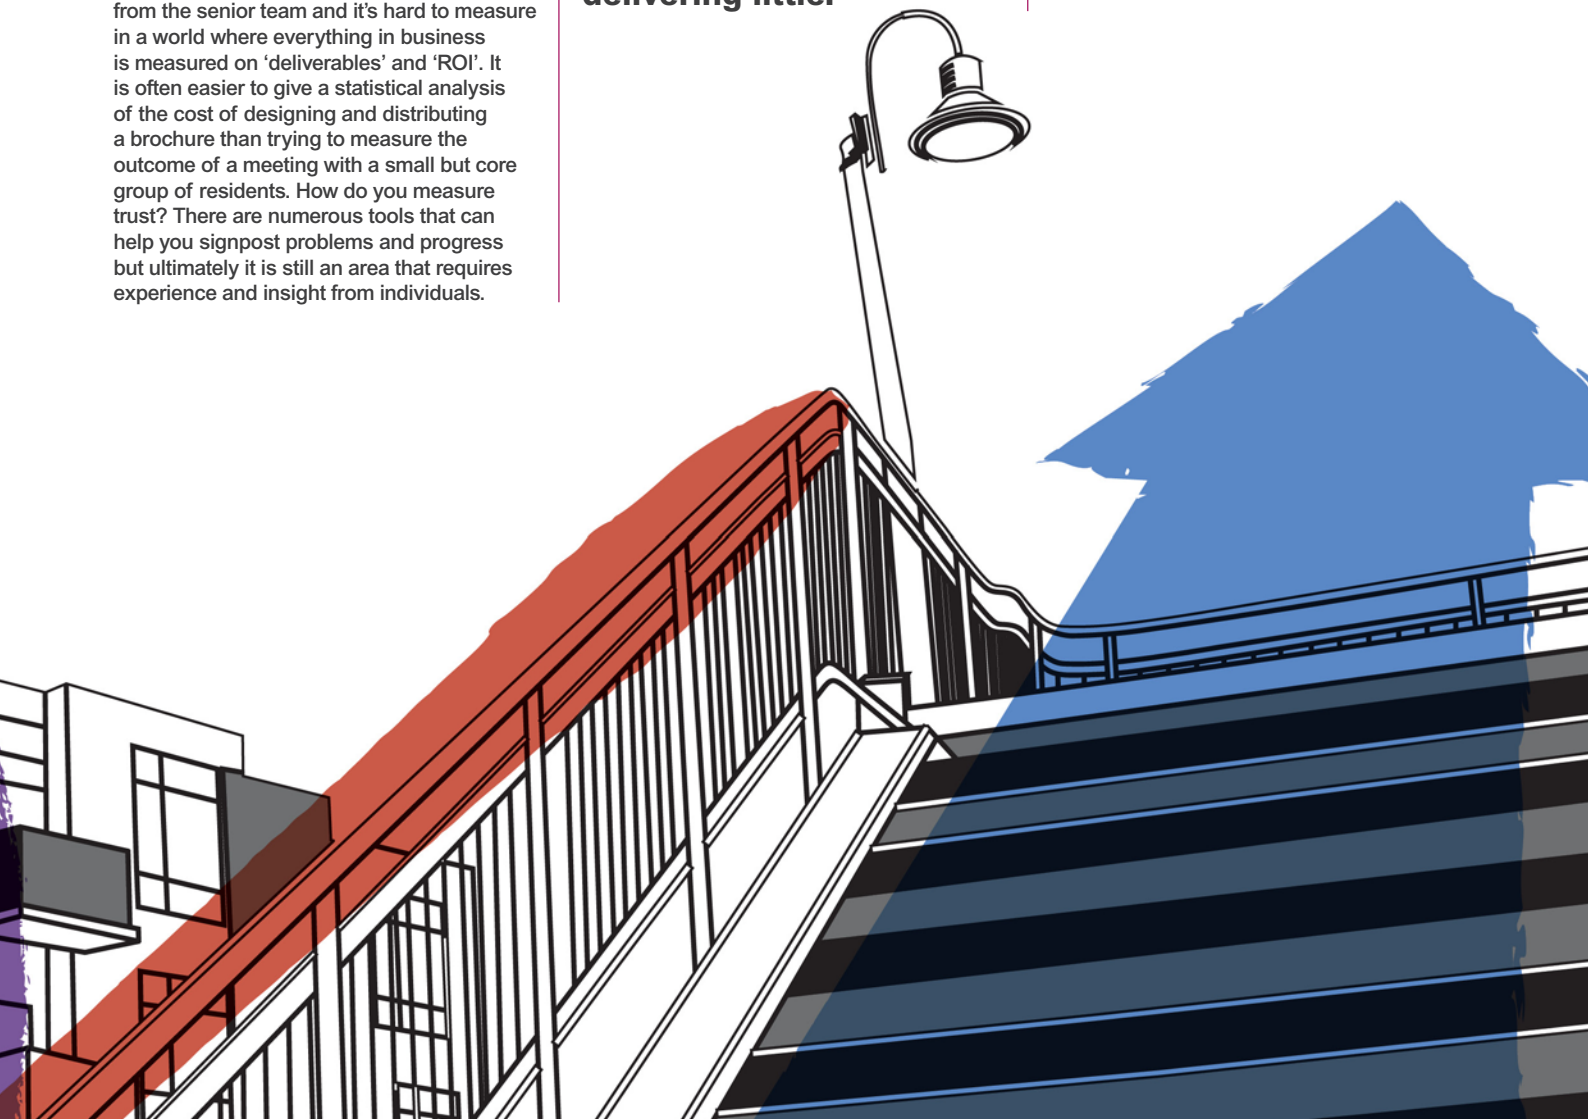 from the senior team and it’s hard to measure
in a world where everything in business
is measured on ‘deliverables’ and ‘ROI’. It
is often easier to give a statistical analysis
of the cost of designing and distributing
a brochure than trying to measure the
outcome of a meeting with a small but core
group of residents. How do you measure
trust? There are numerous tools that can
help you signpost problems and progress
but ultimately it is still an area that requires
experience and insight from individuals.
delivering little.